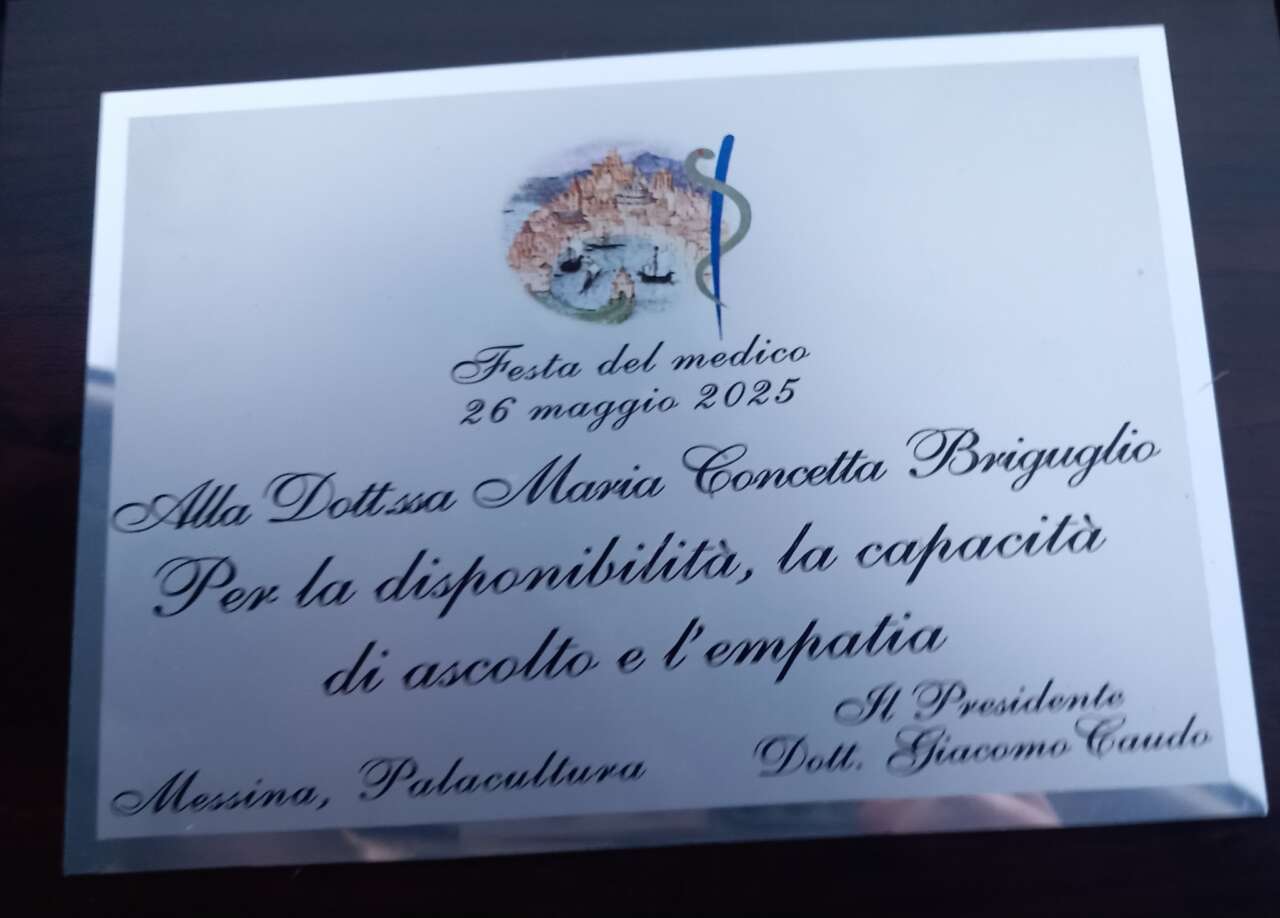 Festa del medico
26 maggio 2025
Alla Dott.ssa Maria Concetta Briguglio
Per la disponibilità, la capacità
di ascolto e l'empatia
Il Presidente
Dott. Giacomo Caudo
Messina, Palacultura